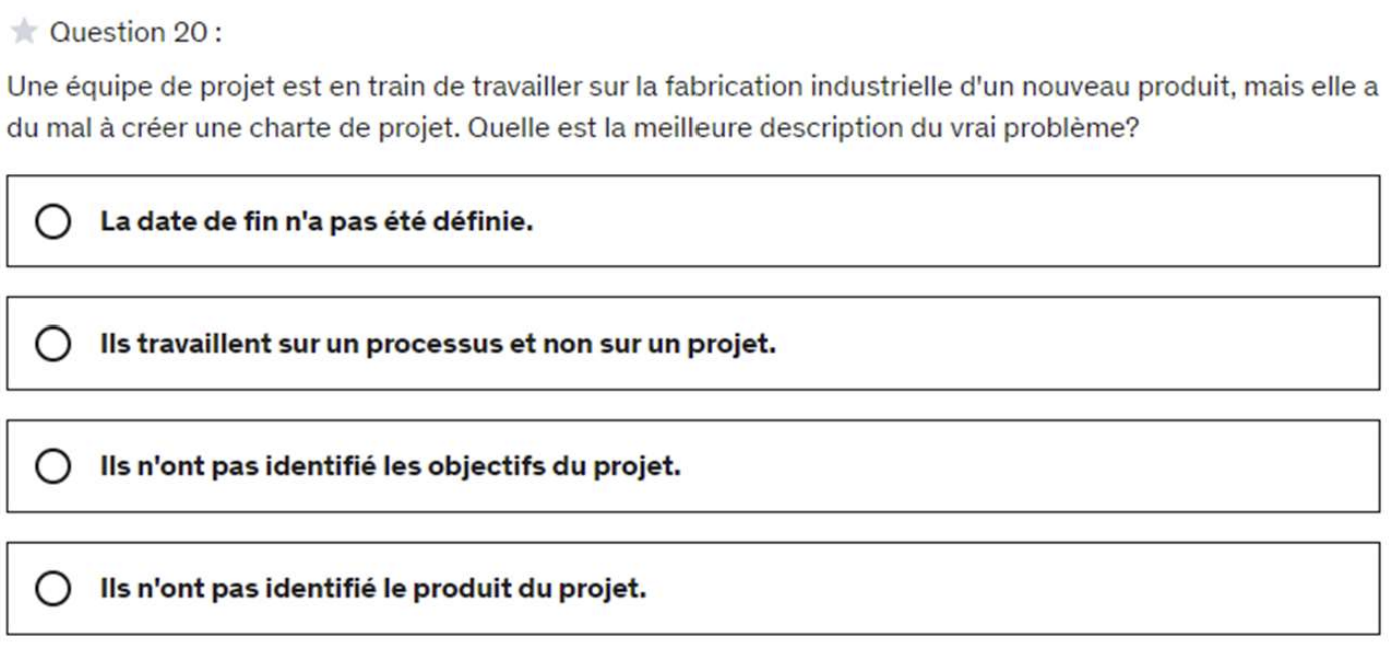 Question 20 :
Une équipe de projet est en train de travailler sur la fabrication industrielle d'un nouveau produit, mais elle a
du mal à créer une charte de projet. Quelle est la meilleure description du vrai problème?
La date de fin n'a pas été définie.
Ils travaillent sur un processus et non sur un projet.
Ils n'ont pas identifié les objectifs du projet.
Ils n'ont pas identifié le produit du projet.